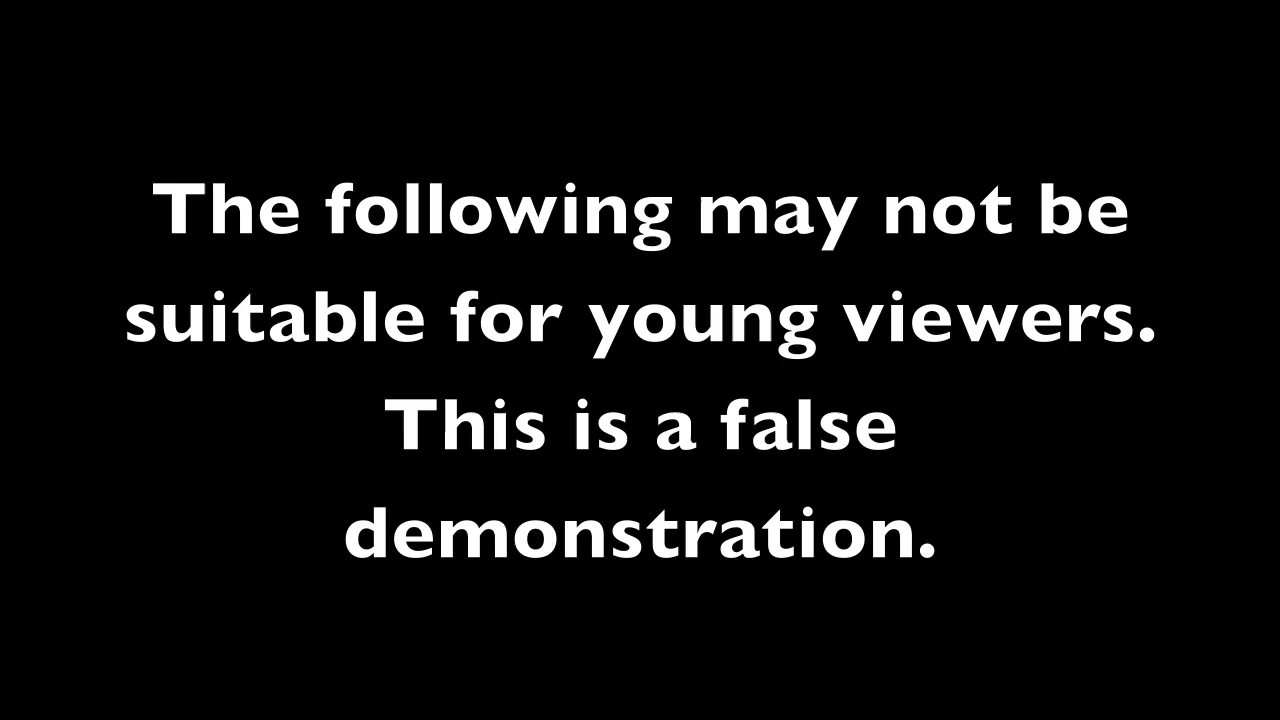 The following may not be
suitable for young viewers.
This is a false
demonstration.